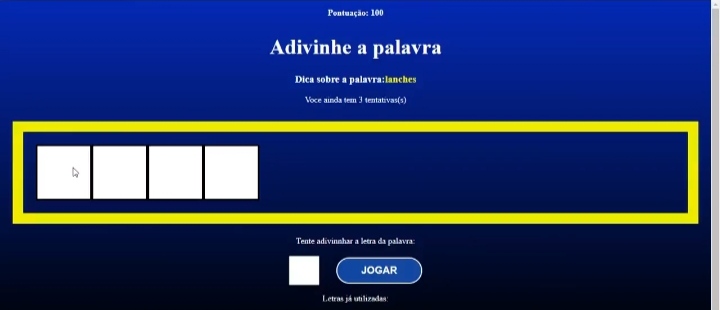 Pontuação: 100
Adivinhe a palavra
Dica sobre a palavra:lanches
Voce ainda tem 3 tentativas(s)
Tente adivinnhar a letra da palavra:
JOGAR
Letras já utilizadas: